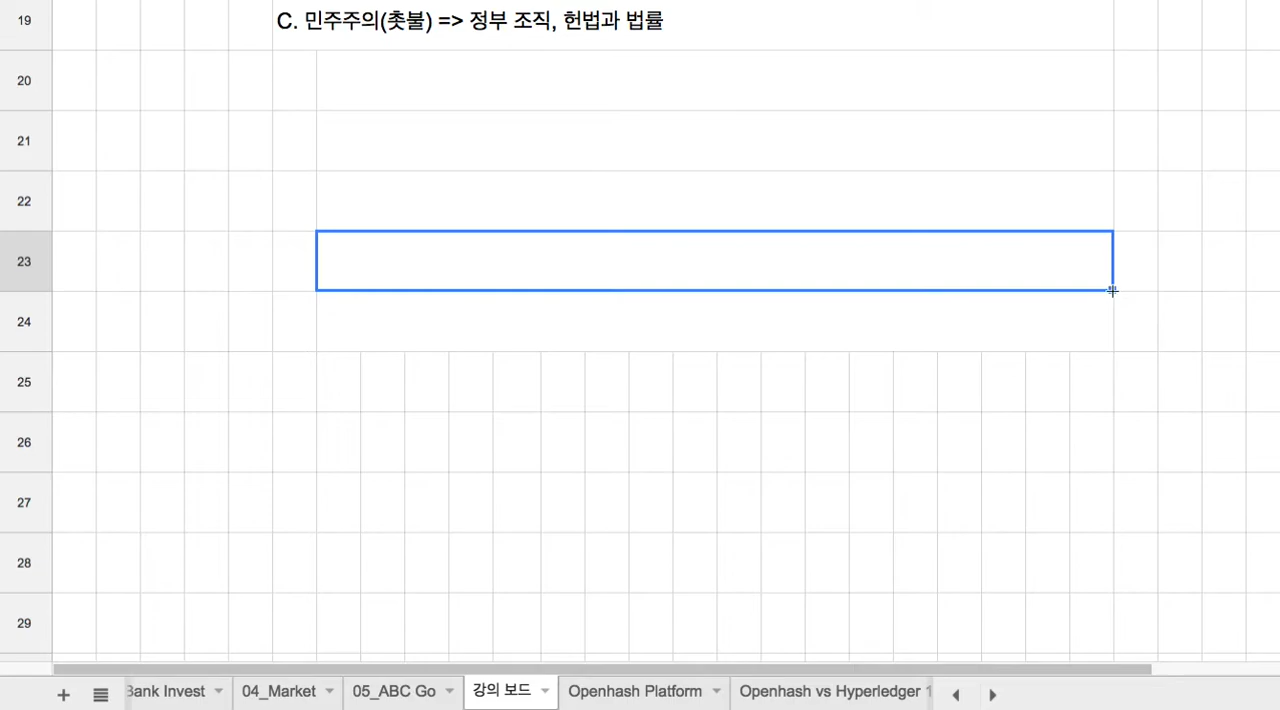 19
C. 민주주의(촛불) => 정부 조직, 헌법과 법률
20
21
22
23
24
25
26
27
28
29
Bank Invest
04_Market
05_ABC Go
강의 보드
Openhash Platform
Openhash vs Hyperledger